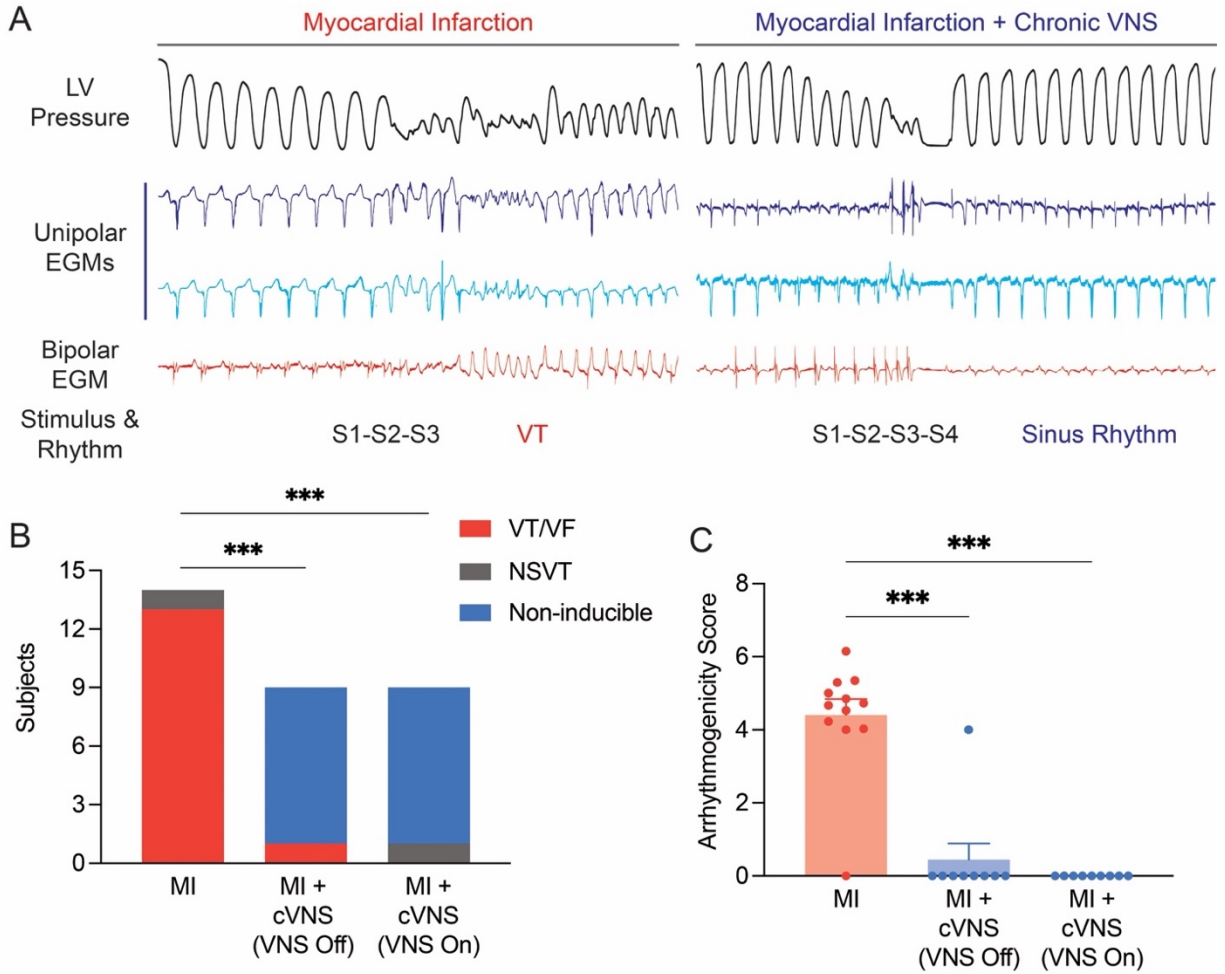 A
Myocardial Infarction
Myocardial Infarction + Chronic VNS
LV
Pressure
Unipolar
EGMs
Bipolar
EGM
Stimulus &
Rhythm
S1-S2-S3
VT
S1-S2-S3-S4
Sinus Rhythm
B
***
***
VT/VF
NSVT
Non-inducible
Subjects
15
12
9
6
3
0
MI
MI +
cVNS
(VNS Off)
MI +
cVNS
(VNS On)
C
***
***
Arrhythmogenicity Score
8
6
4
2
0
MI
MI +
cVNS
(VNS Off)
MI +
cVNS
(VNS On)